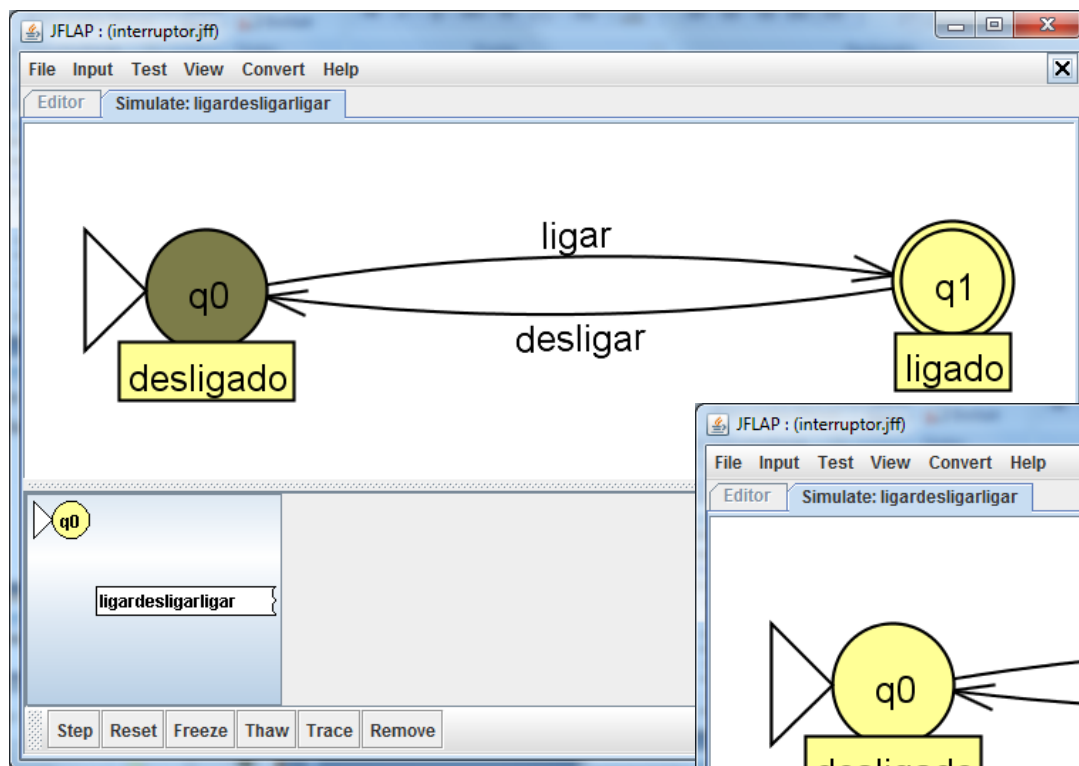 JFLAP : (interruptor.jff)
File Input Test View Convert Help
Editor Simulate: ligardesligarligar
ligar
q0
q1
desligar
desligado
ligado
q0
ligardesligarligar
Step Reset Freeze Thaw Trace Remove
JFLAP : (interruptor.jff)
File Input Test View Convert Help
Editor Simulate: ligardesligarligar
q0
desligado